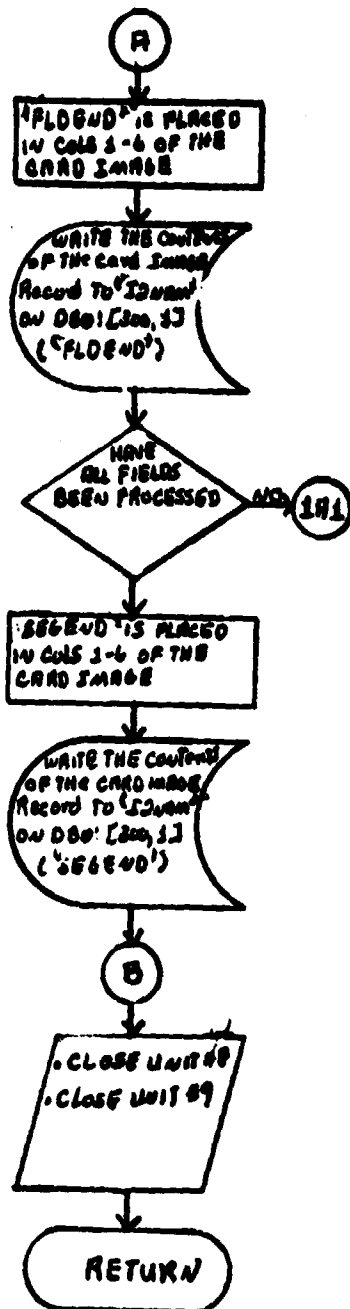 A
"FLDEND" IS PLACED
IN COLS 1-6 OF THE
CARD IMAGE
WRITE THE CONTENTS
OF THE CARD IMAGE
RECORD TO "I2NAM"
ON DB0: [300,1]
("FLDEND")
HAVE
ALL FIELDS
BEEN PROCESSED
NO
1A1
"SEGEND" IS PLACED
IN COLS 1-6 OF THE
CARD IMAGE
WRITE THE CONTENTS
OF THE CARD IMAGE
RECORD TO "I2NAM"
ON DB0: [300,1]
("SEGEND")
B
. CLOSE UNIT #8
. CLOSE UNIT #9
RETURN